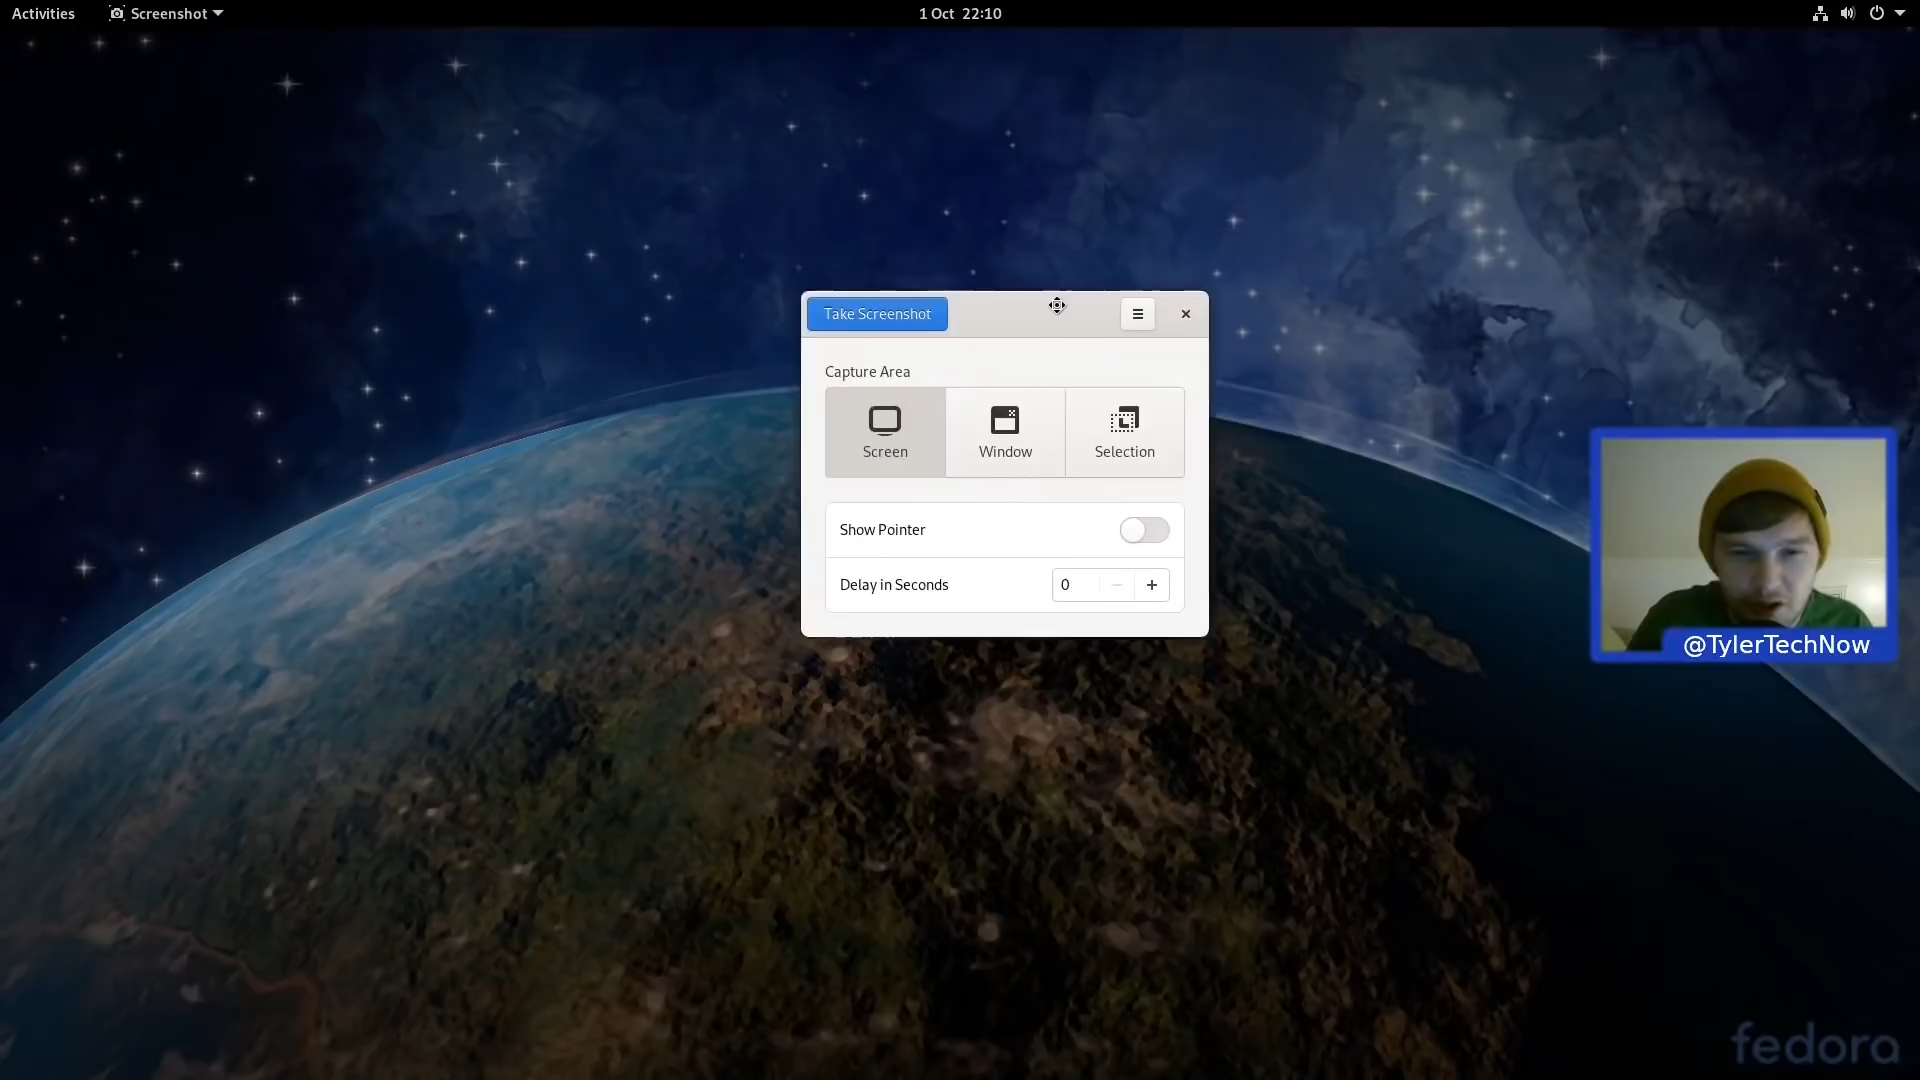 Activities
Screenshot
1 Oct 22:10
Take Screenshot
Capture Area
Screen
Window
Selection
Show Pointer
Delay in Seconds
0
@TylerTechNow
fedora